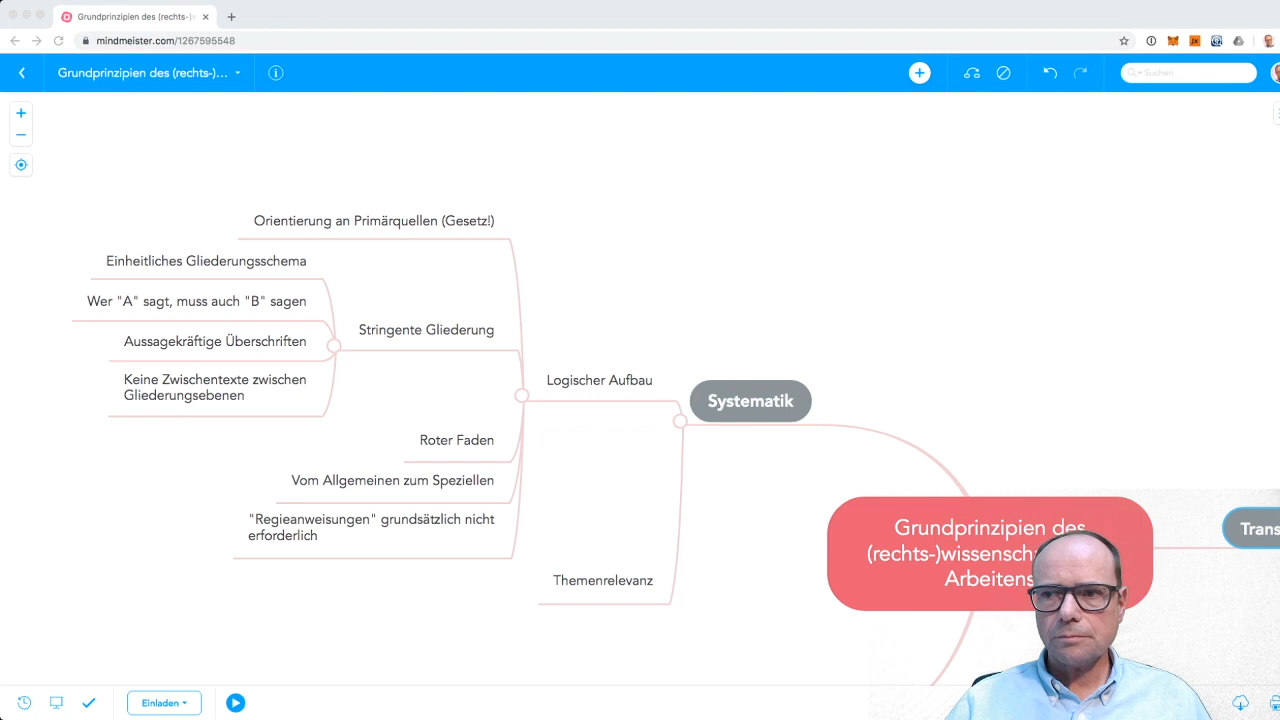 Grundprinzipien des (rechts-)
mindmeister.com/1267595548
Grundprinzipien des (rechts-)...
Suchen
Orientierung an Primärquellen (Gesetz!)
Einheitliches Gliederungsschema
Wer "A" sagt, muss auch "B" sagen
Aussagekräftige Überschriften
Keine Zwischentexte zwischen
Gliederungsebenen
Stringente Gliederung
Logischer Aufbau
Systematik
Roter Faden
Vom Allgemeinen zum Speziellen
"Regieanweisungen" grundsätzlich nicht
erforderlich
Themenrelevanz
Grundprinzipien des
(rechts-)wissensch
Arbeitens
Trans
Einladen